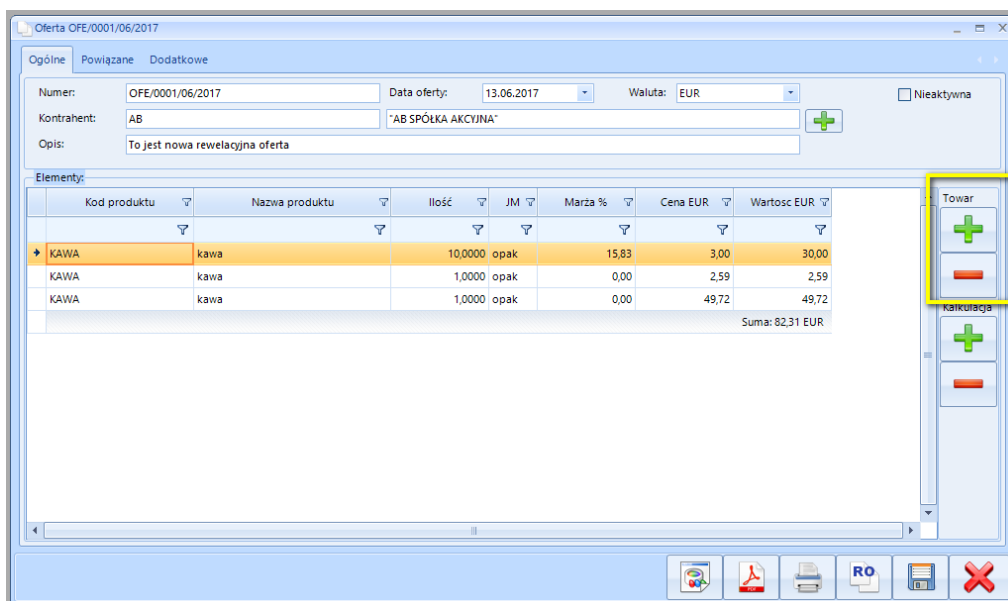 Oferta OFE/0001/06/2017
Ogólne Powiązane Dodatkowe
Numer: OFE/0001/06/2017 Data oferty: 13.06.2017 Waluta: EUR Nieaktywna
Kontrahent: AB "AB SPÓŁKA AKCYJNA"
Opis: To jest nowa rewelacyjna oferta
Elementy:
Kod produktu Nazwa produktu Ilość JM Marża % Cena EUR Wartosc EUR Towar
KAWA kawa 10,0000 opak 15,83 3,00 30,00
KAWA kawa 1,0000 opak 0,00 2,59 2,59
KAWA kawa 1,0000 opak 0,00 49,72 49,72
Kalkulacja
Suma: 82,31 EUR
PDF RO